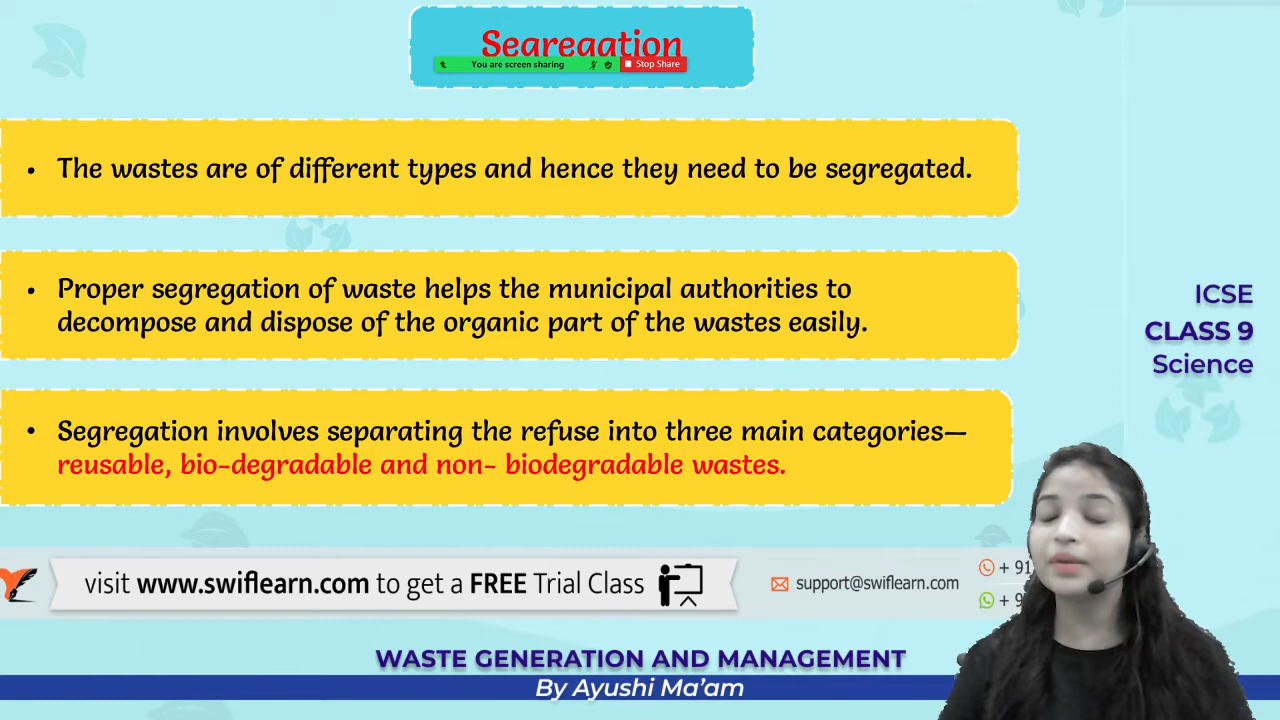 Segregation
You are screen sharing
Stop Share
• The wastes are of different types and hence they need to be segregated.
• Proper segregation of waste helps the municipal authorities to
decompose and dispose of the organic part of the wastes easily.
• Segregation involves separating the refuse into three main categories—
reusable, bio-degradable and non- biodegradable wastes.
ICSE
CLASS 9
Science
visit www.swiflearn.com to get a FREE Trial Class
support@swiflearn.com
+ 91
+ 9
WASTE GENERATION AND MANAGEMENT
By Ayushi Ma'am